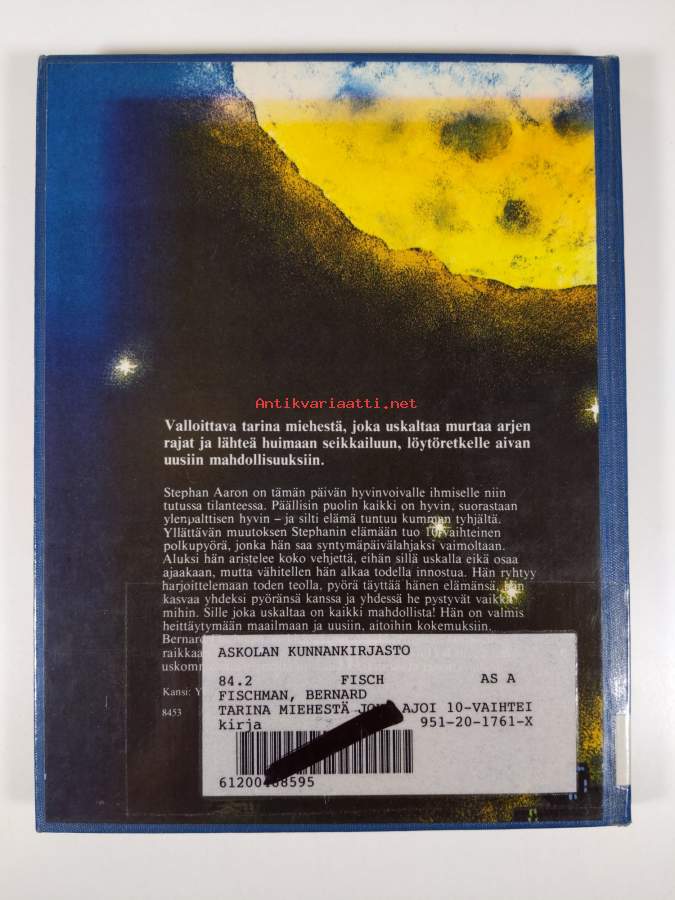 Antikvariaatti.net
Valloittava tarina miehestä, joka uskaltaa murtaa arjen
rajat ja lähteä huimaan seikkailuun, löytöretkelle aivan
uusiin mahdollisuuksiin.
Stephan Aaron on tämän päivän hyvinvoivalle ihmiselle niin
tutussa tilanteessa. Päällisin puolin kaikki on hyvin, suorastaan
ylenpalttisen hyvin – ja silti elämä tuntuu kumman tyhjältä.
Yllättävän muutoksen Stephanin elämään tuo 10-vaihteinen
polkupyörä, jonka hän saa syntymäpäivälahjaksi vaimoltaan.
Aluksi hän aristelee koko vehjettä, eihän sillä uskalla eikä osaa
ajaakaan, mutta vähitellen hän alkaa todella innostua. Hän ryhtyy
harjoittelemaan toden teolla, pyörä täyttää hänen elämänsä, hän
kasvaa yhdeksi pyöränsä kanssa ja yhdessä he pystyvät vaikka
mihin. Sille joka uskaltaa on kaikki mahdollista! Hän on valmis
heittäytymään maailmaan ja uusiin, aitoihin kokemuksiin.
Bernard
raikkaa
uskomm
Kansi: Y
8453
ASKOLAN KUNNANKIRJASTO
84.2 FISCH AS A
FISCHMAN, BERNARD
TARINA MIEHESTÄ JOKA AJOI 10-VAIHTEI
kirja 951-20-1761-X